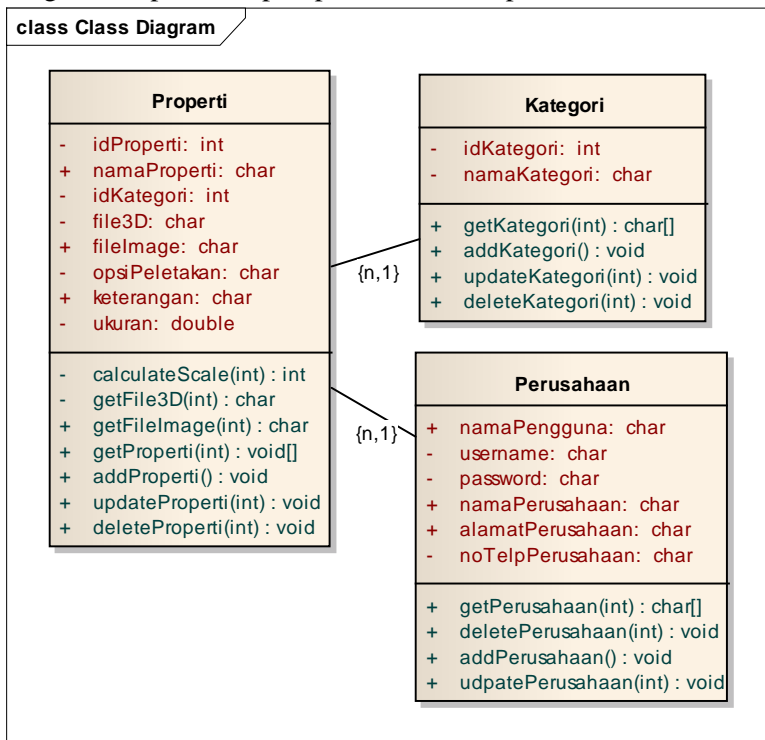 class Class Diagram
Properti
- idProperti: int
+ namaProperti: char
- idKategori: int
- file3D: char
+ fileImage: char
- opsiPeletakan: char
+ keterangan: char
- ukuran: double
- calculateScale(int) : int
- getFile3D(int) : char
+ getFileImage(int) : char
+ getProperti(int) : void[]
+ addProperti() : void
+ updateProperti(int) : void
+ deleteProperti(int) : void
{n,1}
{n,1}
Kategori
- idKategori: int
- namaKategori: char
+ getKategori(int) : char[]
+ addKategori() : void
+ updateKategori(int) : void
+ deleteKategori(int) : void
Perusahaan
+ namaPengguna: char
- username: char
- password: char
+ namaPerusahaan: char
+ alamatPerusahaan: char
- noTelpPerusahaan: char
+ getPerusahaan(int) : char[]
+ deletePerusahaan(int) : void
+ addPerusahaan() : void
+ udpatePerusahaan(int) : void